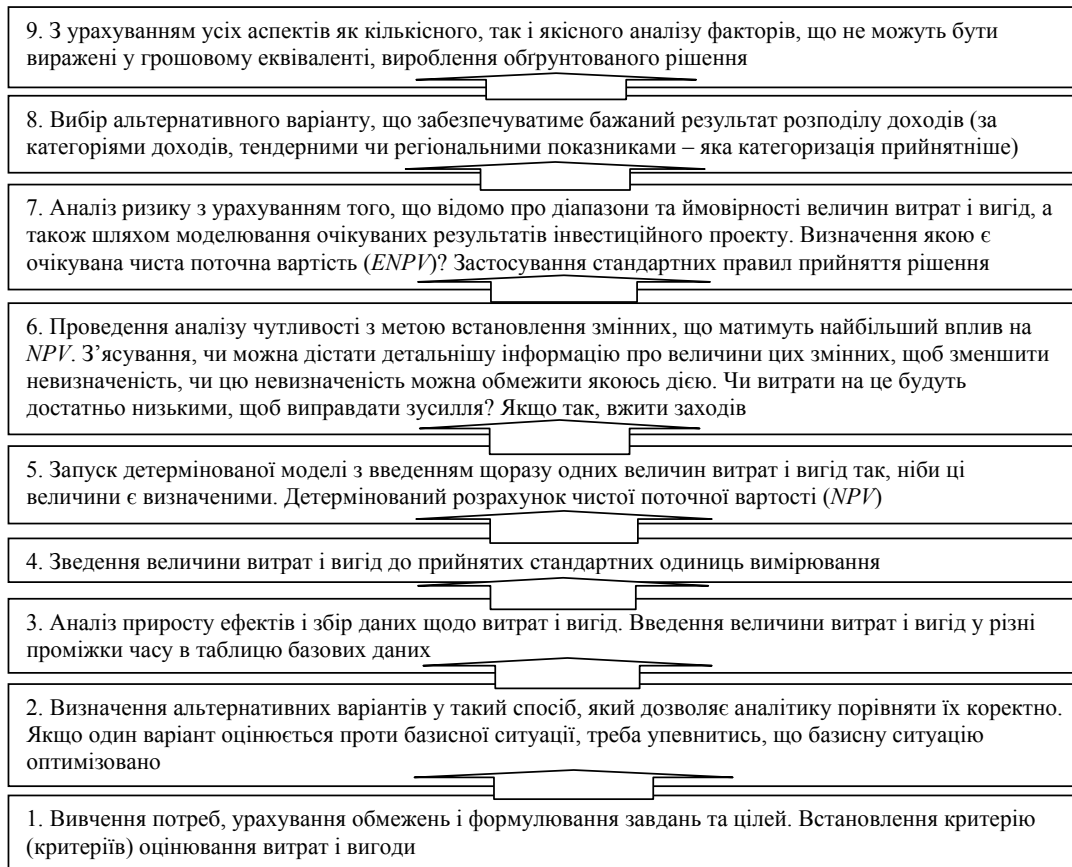 9. З урахуванням усіх аспектів як кількісного, так і якісного аналізу факторів, що не можуть бути
виражені у грошовому еквіваленті, вироблення обґрунтованого рішення
8. Вибір альтернативного варіанту, що забезпечуватиме бажаний результат розподілу доходів (за
категоріями доходів, тендерними чи регіональними показниками – яка категоризація прийнятніше)
7. Аналіз ризику з урахуванням того, що відомо про діапазони та ймовірності величин витрат і вигід, а
також шляхом моделювання очікуваних результатів інвестиційного проекту. Визначення якою є
очікувана чиста поточна вартість (ENPV)? Застосування стандартних правил прийняття рішення
6. Проведення аналізу чутливості з метою встановлення змінних, що матимуть найбільший вплив на
NPV. З’ясування, чи можна дістати детальнішу інформацію про величини цих змінних, щоб зменшити
невизначеність, чи цю невизначеність можна обмежити якоюсь дією. Чи витрати на це будуть
достатньо низькими, щоб виправдати зусилля? Якщо так, вжити заходів
5. Запуск детермінованої моделі з введенням щоразу одних величин витрат і вигід так, ніби ці
величини є визначеними. Детермінований розрахунок чистої поточної вартості (NPV)
4. Зведення величини витрат і вигід до прийнятих стандартних одиниць вимірювання
3. Аналіз приросту ефектів і збір даних щодо витрат і вигід. Введення величини витрат і вигід у різні
проміжки часу в таблицю базових даних
2. Визначення альтернативних варіантів у такий спосіб, який дозволяє аналітику порівняти їх коректно.
Якщо один варіант оцінюється проти базисної ситуації, треба упевнитись, що базисну ситуацію
оптимізовано
1. Вивчення потреб, урахування обмежень і формулювання завдань та цілей. Встановлення критерію
(критеріїв) оцінювання витрат і вигоди